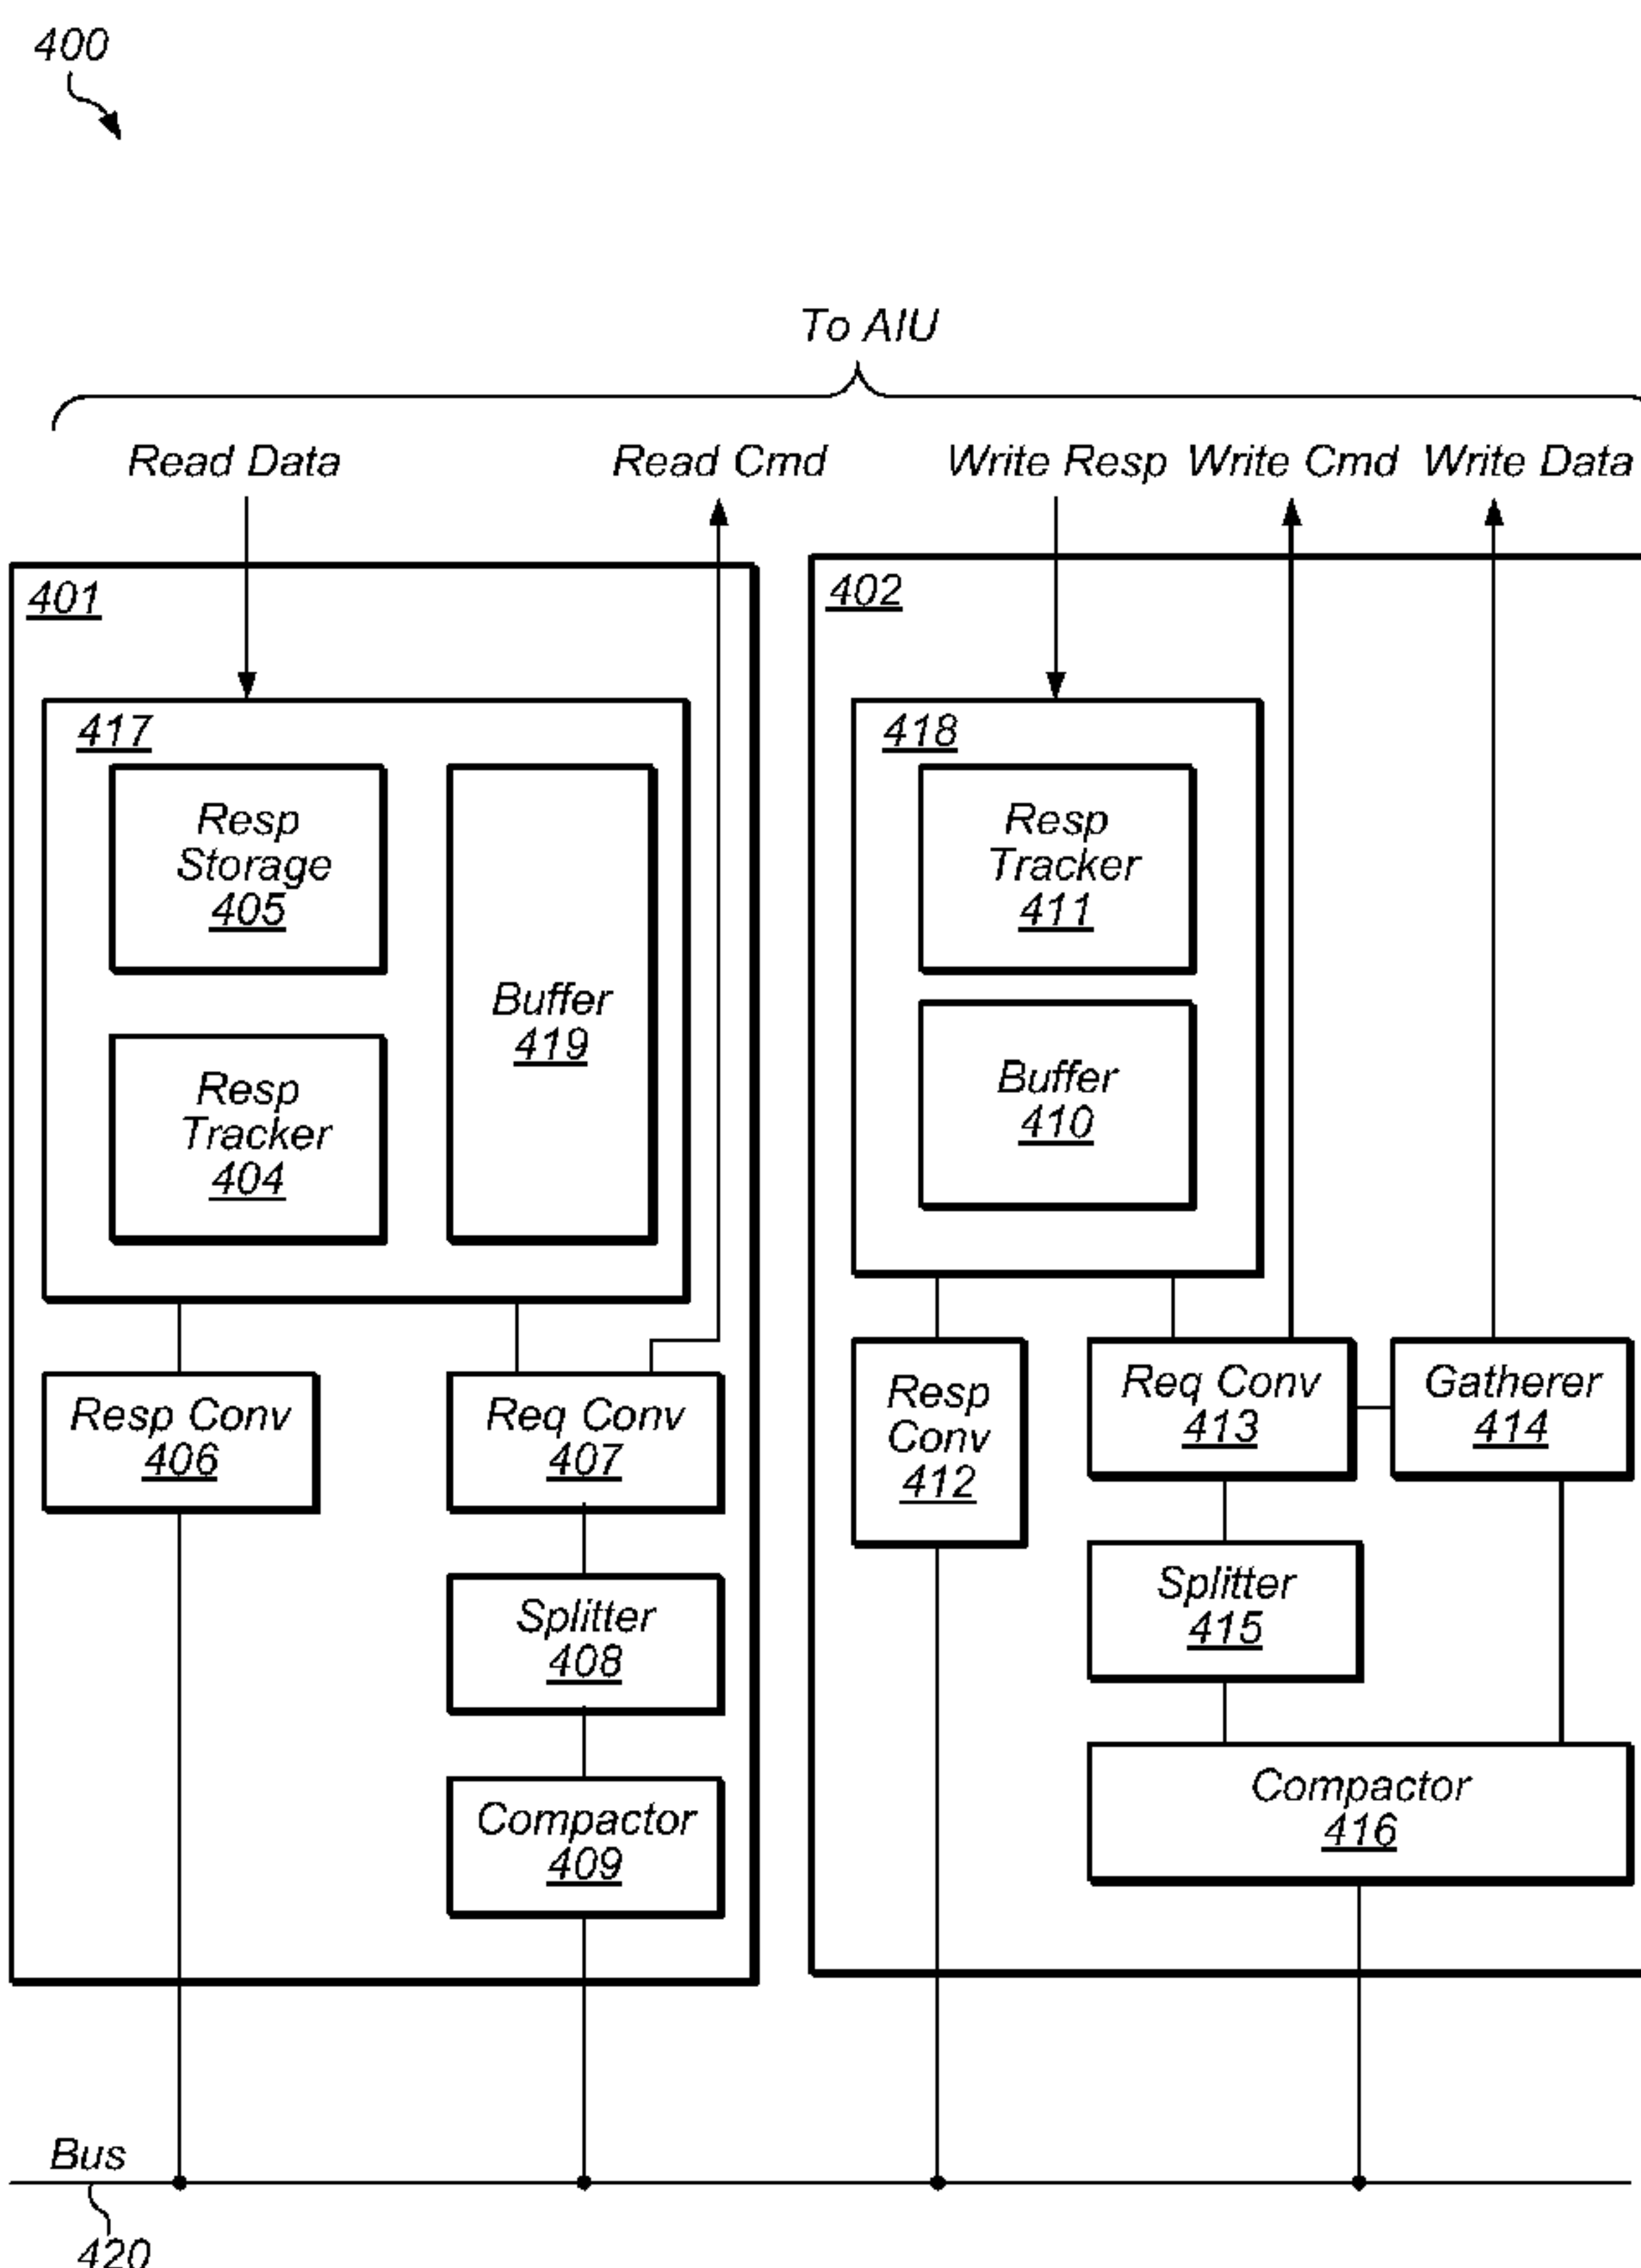 400
To AIU
Read Data
Read Cmd
Write Resp
Write Cmd
Write Data
401
417
Resp
Storage
405
Resp
Tracker
404
Buffer
419
Resp Conv
406
Req Conv
407
Splitter
408
Compactor
409
402
418
Resp
Tracker
411
Buffer
410
Resp
Conv
412
Req Conv
413
Gatherer
414
Splitter
415
Compactor
416
Bus
420